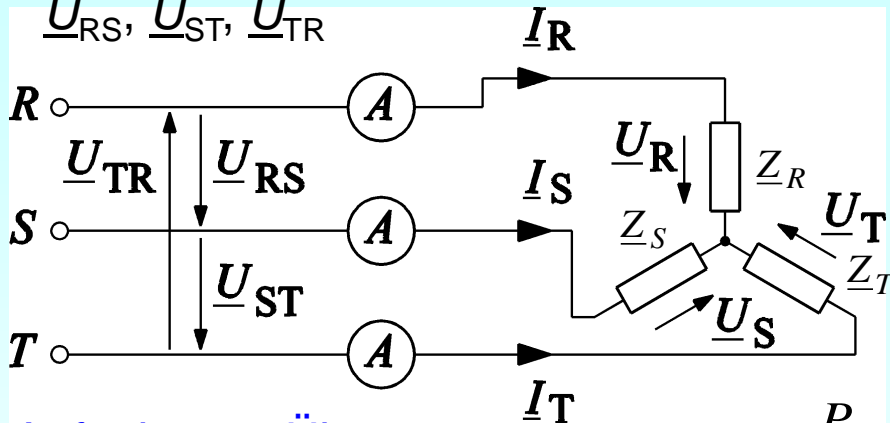 U_RS, U_ST, U_TR
I_R
R A
U_TR U_RS U_R Z_R
I_S
S A Z_S U_T
U_ST Z_T
U_S
T A
I_T